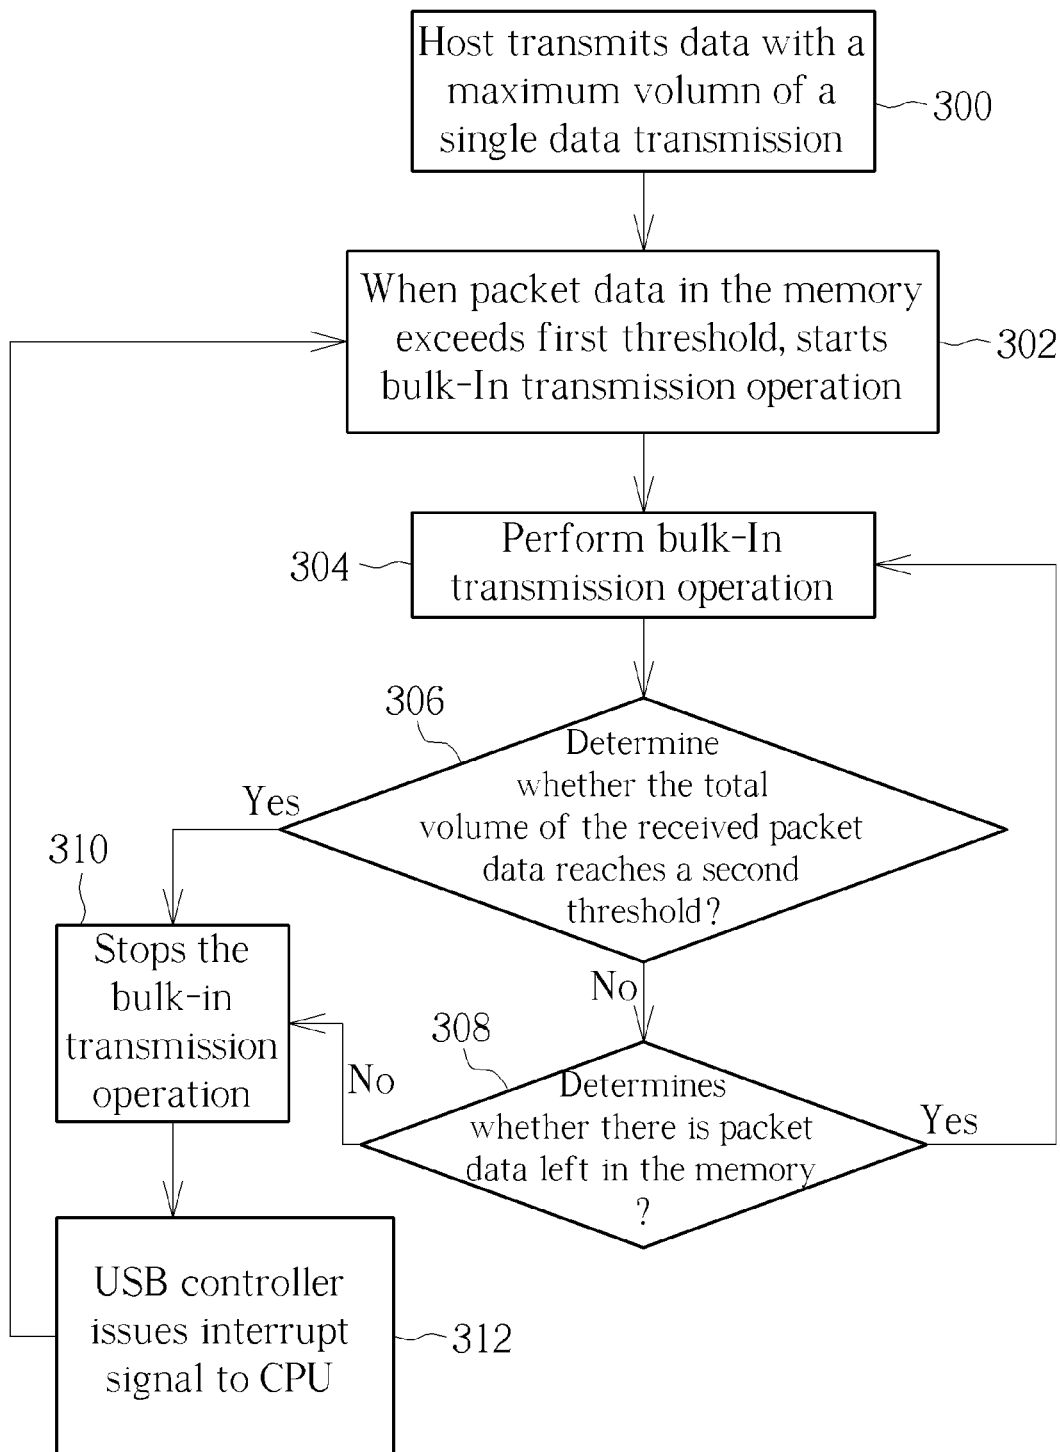 Host transmits data with a
maximum volumn of a
single data transmission
300
When packet data in the memory
exceeds first threshold, starts
bulk-In transmission operation
302
Perform bulk-In
transmission operation
304
306
Determine
whether the total
volume of the received packet
data reaches a second
threshold?
Yes
No
310
Stops the
bulk-in
transmission
operation
308
Determines
whether there is packet
data left in the memory
?
No
Yes
USB controller
issues interrupt
signal to CPU
312